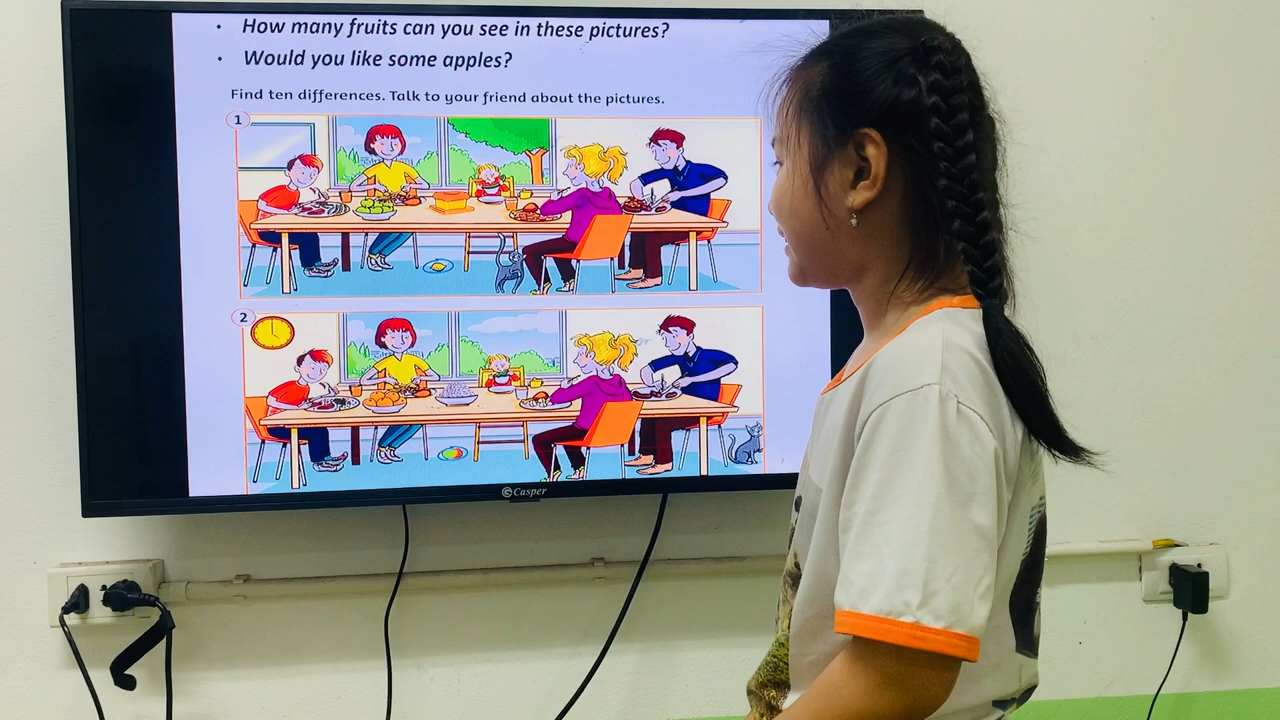 • How many fruits can you see in these pictures?
• Would you like some apples?
Find ten differences. Talk to your friend about the pictures.
1
2
Casper